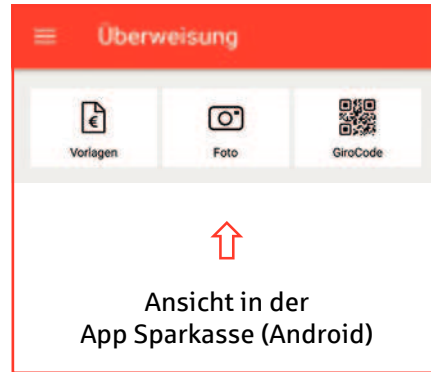 Überweisung
Vorlagen Foto GiroCode
Ansicht in der
App Sparkasse (Android)